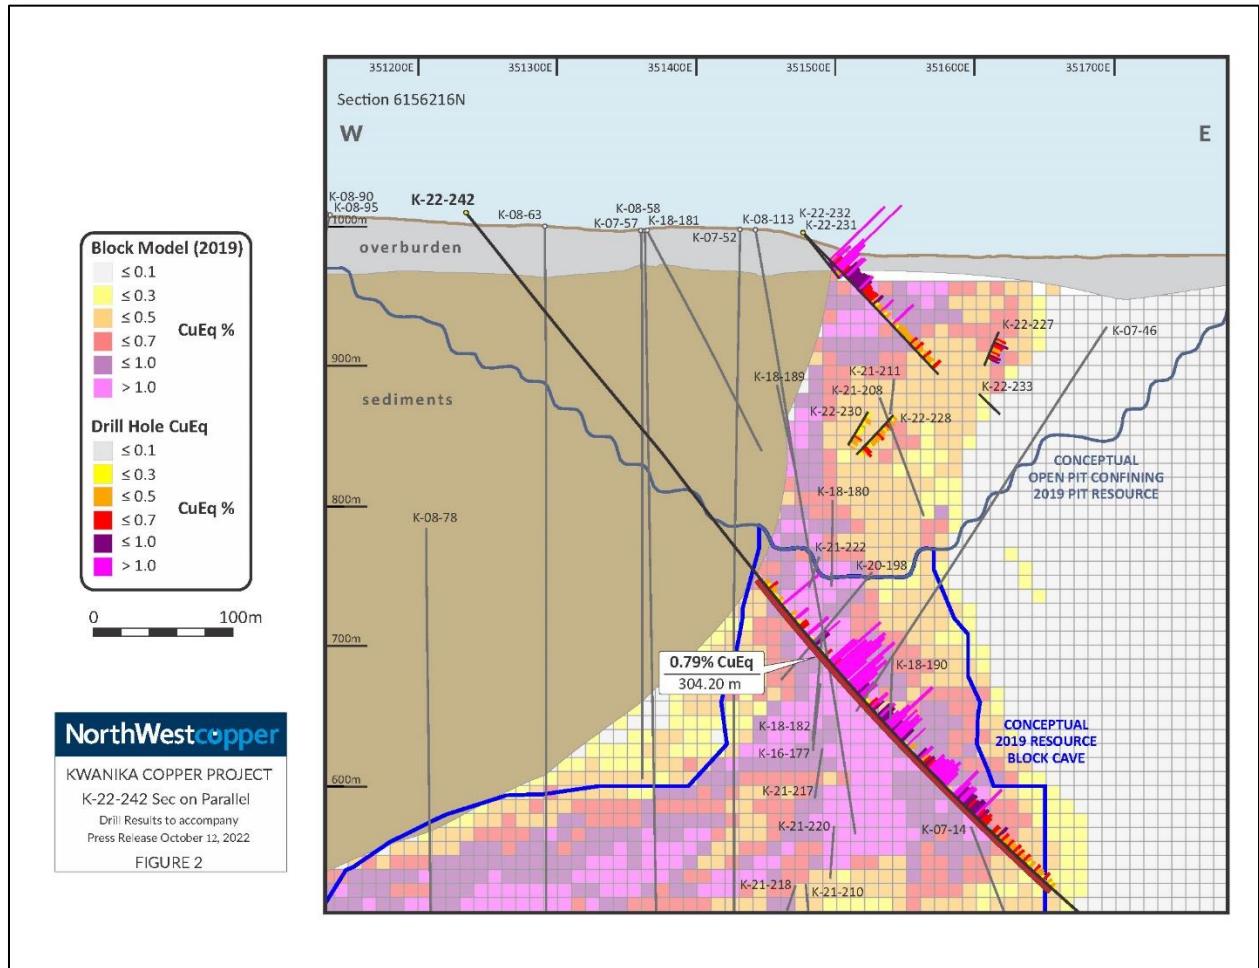 351200E
351300E
351400E
351500E
351600E
351700E
Section 6156216N
W
E
K-08-90
K-08-95
K-22-242
K-08-63
K-08-58
K-07-57
K-18-181
K-07-52
K-08-113
K-22-232
K-22-231
1000m
overburden
K-22-227
K-07-46
900m
K-18-189
K-21-211
K-21-208
K-22-233
sediments
K-22-230
K-22-228
CONCEPTUAL
OPEN PIT CONFINING
2019 PIT RESOURCE
800m
K-18-180
K-08-78
K-21-222
K-20-198
700m
0.79% CuEq
304.20 m
K-18-190
K-18-182
K-16-177
CONCEPTUAL
2019 RESOURCE
BLOCK CAVE
600m
K-21-217
K-21-220
K-07-14
K-21-218
K-21-210
Block Model (2019)
≤ 0.1
≤ 0.3
≤ 0.5
CuEq %
≤ 0.7
≤ 1.0
> 1.0
Drill Hole CuEq
≤ 0.1
≤ 0.3
≤ 0.5
CuEq %
≤ 0.7
≤ 1.0
> 1.0
0
100m
NorthWestcopper
KWANIKA COPPER PROJECT
K-22-242 Sec on Parallel
Drill Results to accompany
Press Release October 12, 2022
FIGURE 2